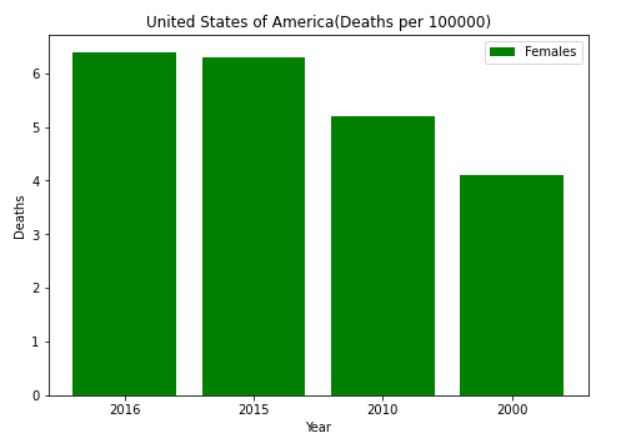 United States of America(Deaths per 100000)
Females
6
5
4
3
2
1
0
Deaths
2016 2015 2010 2000
Year